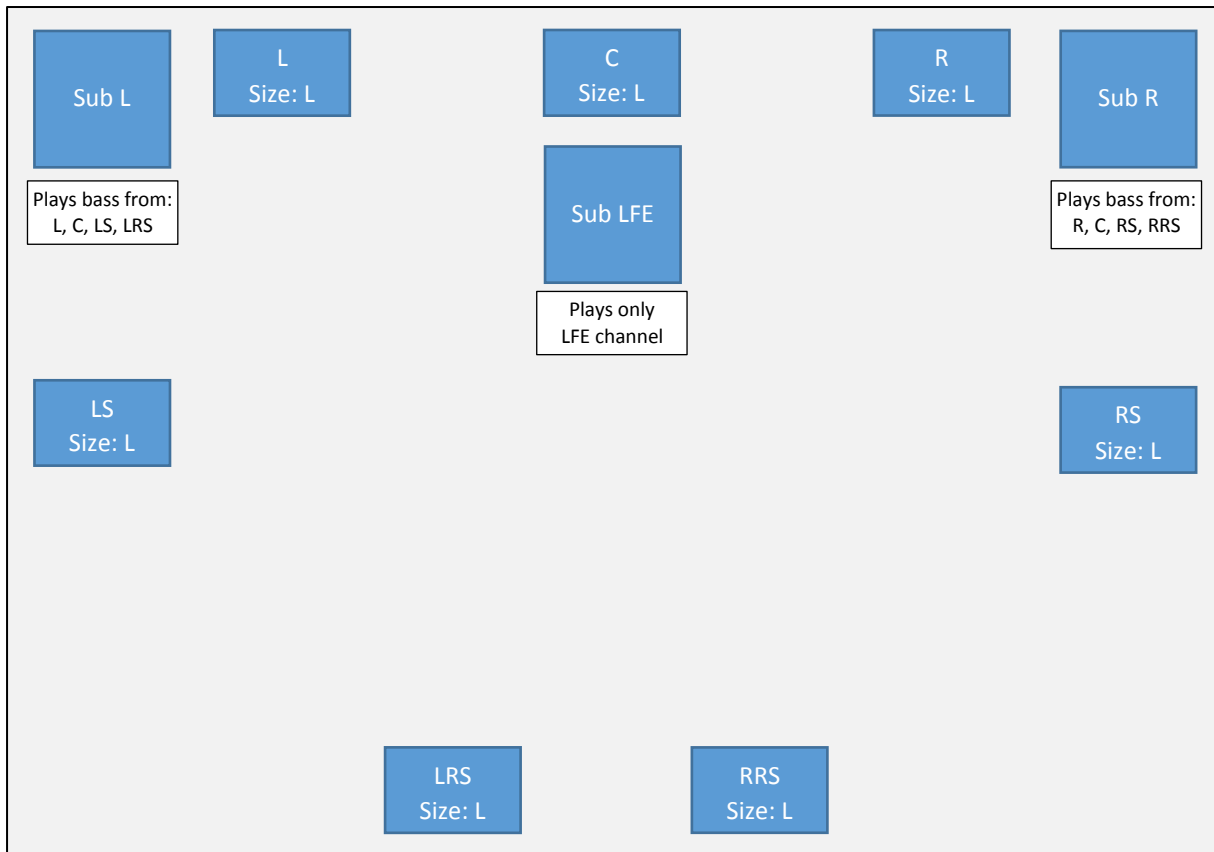 Sub L
L
Size: L
C
Size: L
R
Size: L
Sub R
Plays bass from:
L, C, LS, LRS
Sub LFE
Plays bass from:
R, C, RS, RRS
Plays only
LFE channel
LS
Size: L
RS
Size: L
LRS
Size: L
RRS
Size: L